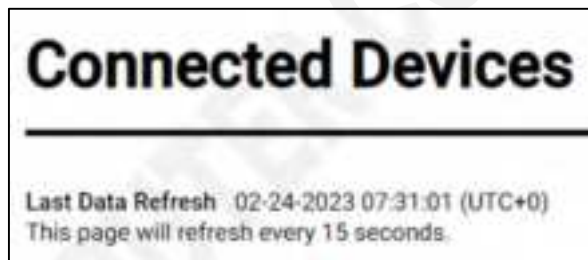 Connected Devices
Last Data Refresh 02-24-2023 07:31:01 (UTC+0)
This page will refresh every 15 seconds.